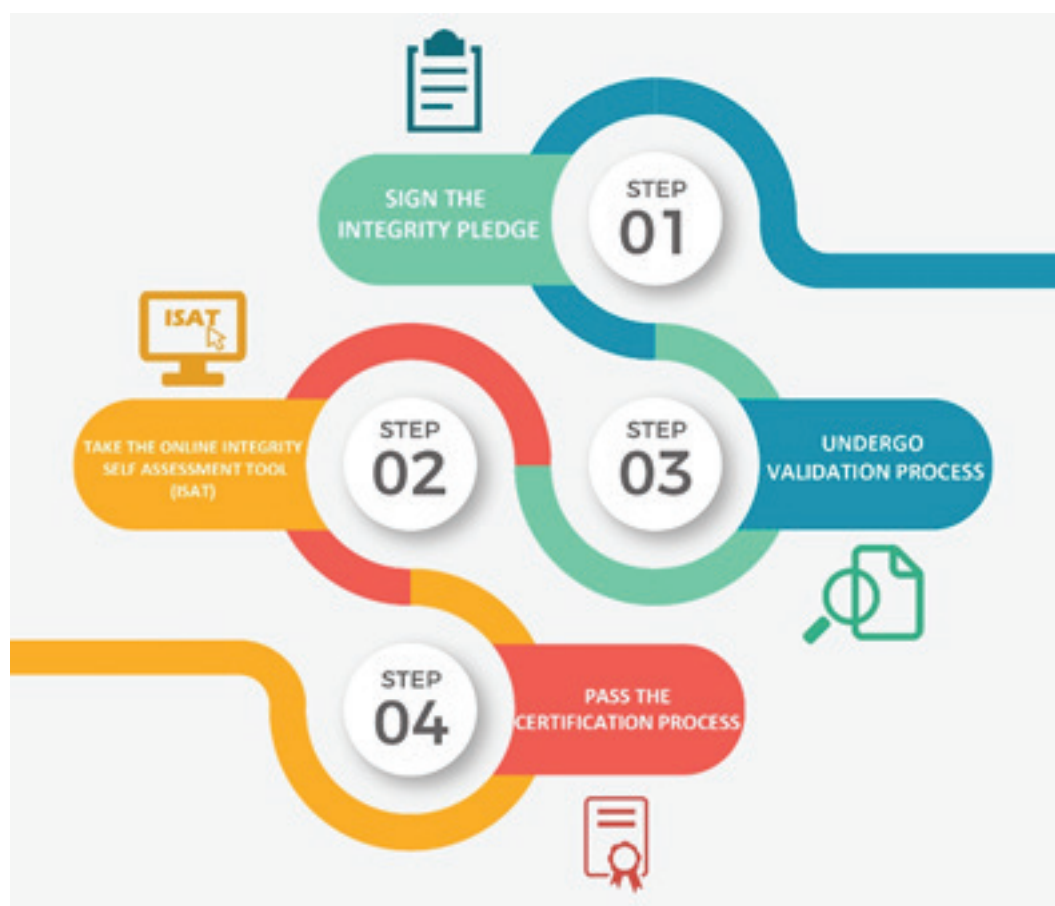 SIGN THE
INTEGRITY PLEDGE
STEP
01
ISAT
TAKE THE ONLINE INTEGRITY
SELF ASSESSMENT TOOL
(ISAT)
STEP
02
STEP
03
UNDERGO
VALIDATION PROCESS
STEP
04
PASS THE
CERTIFICATION PROCESS